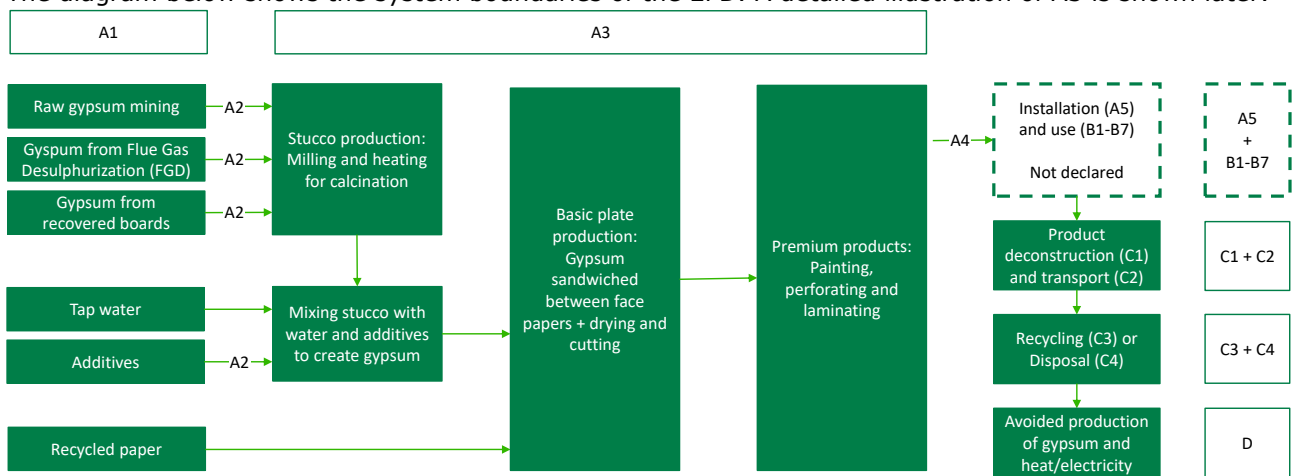 The diagram below shows the system boundaries of the EPD. A detailed illustration of A3 is shown later.
A1
A3
Raw gypsum mining
A2
Gyspum from Flue Gas
Desulphurization (FGD)
A2
Gypsum from
recovered boards
A2
Stucco production:
Milling and heating
for calcination
Tap water
Additives
A2
Mixing stucco with
water and additives
to create gypsum
Recycled paper
Basic plate
production:
Gypsum
sandwiched
between face
papers + drying and
cutting
Premium products:
Painting,
perforating and
laminating
A4
Installation (A5)
and use (B1-B7)
Not declared
A5
+
B1-B7
Product
deconstruction (C1)
and transport (C2)
C1 + C2
Recycling (C3) or
Disposal (C4)
C3 + C4
Avoided production
of gypsum and
heat/electricity
D